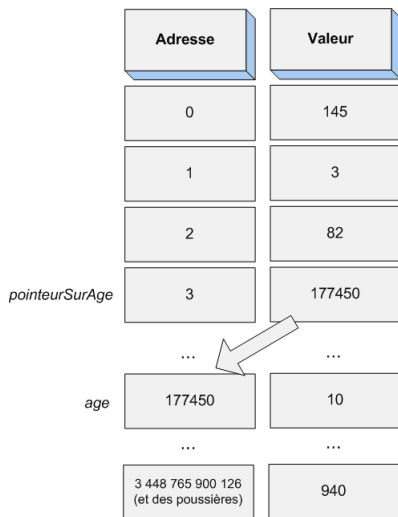 Adresse Valeur
0 145
1 3
2 82
pointeurSurAge 3 177450
... ...
age 177450 10
... ...
3 448 765 900 126
(et des poussières) 940